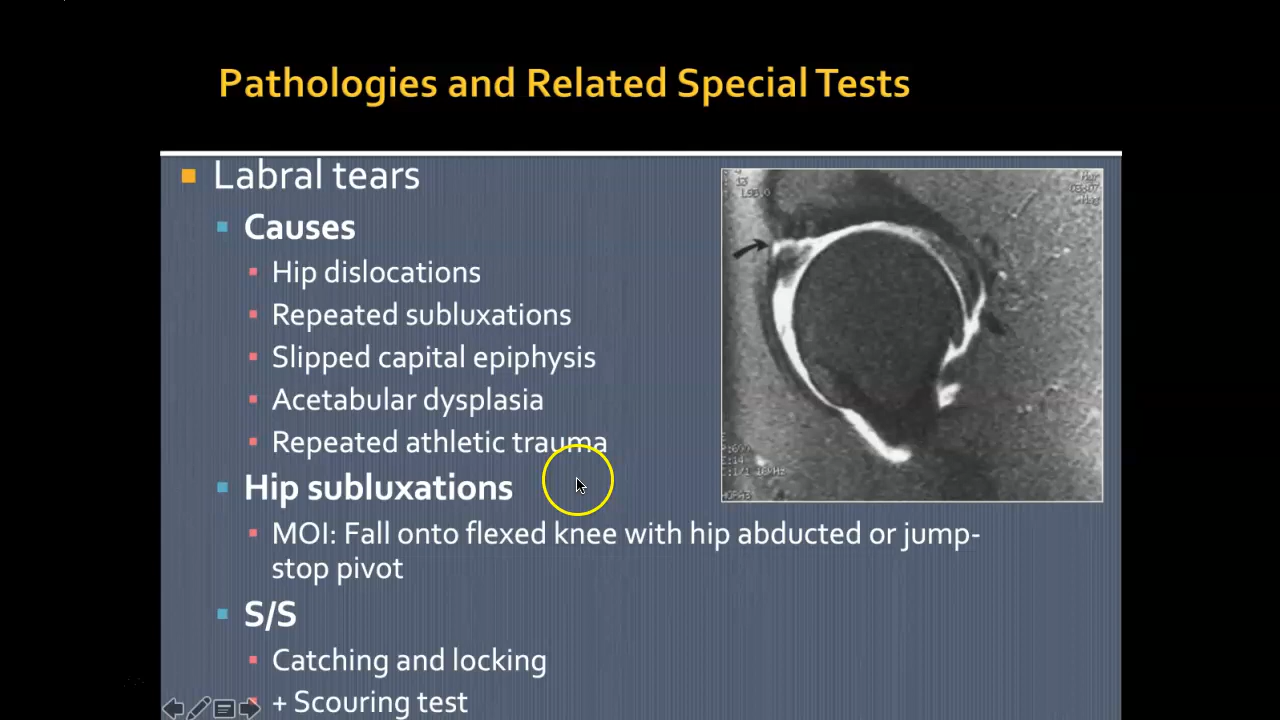 Pathologies and Related Special Tests
Labral tears
Causes
Hip dislocations
Repeated subluxations
Slipped capital epiphysis
Acetabular dysplasia
Repeated athletic trauma
Hip subluxations
MOI: Fall onto flexed knee with hip abducted or jump-
stop pivot
S/S
Catching and locking
+ Scouring test